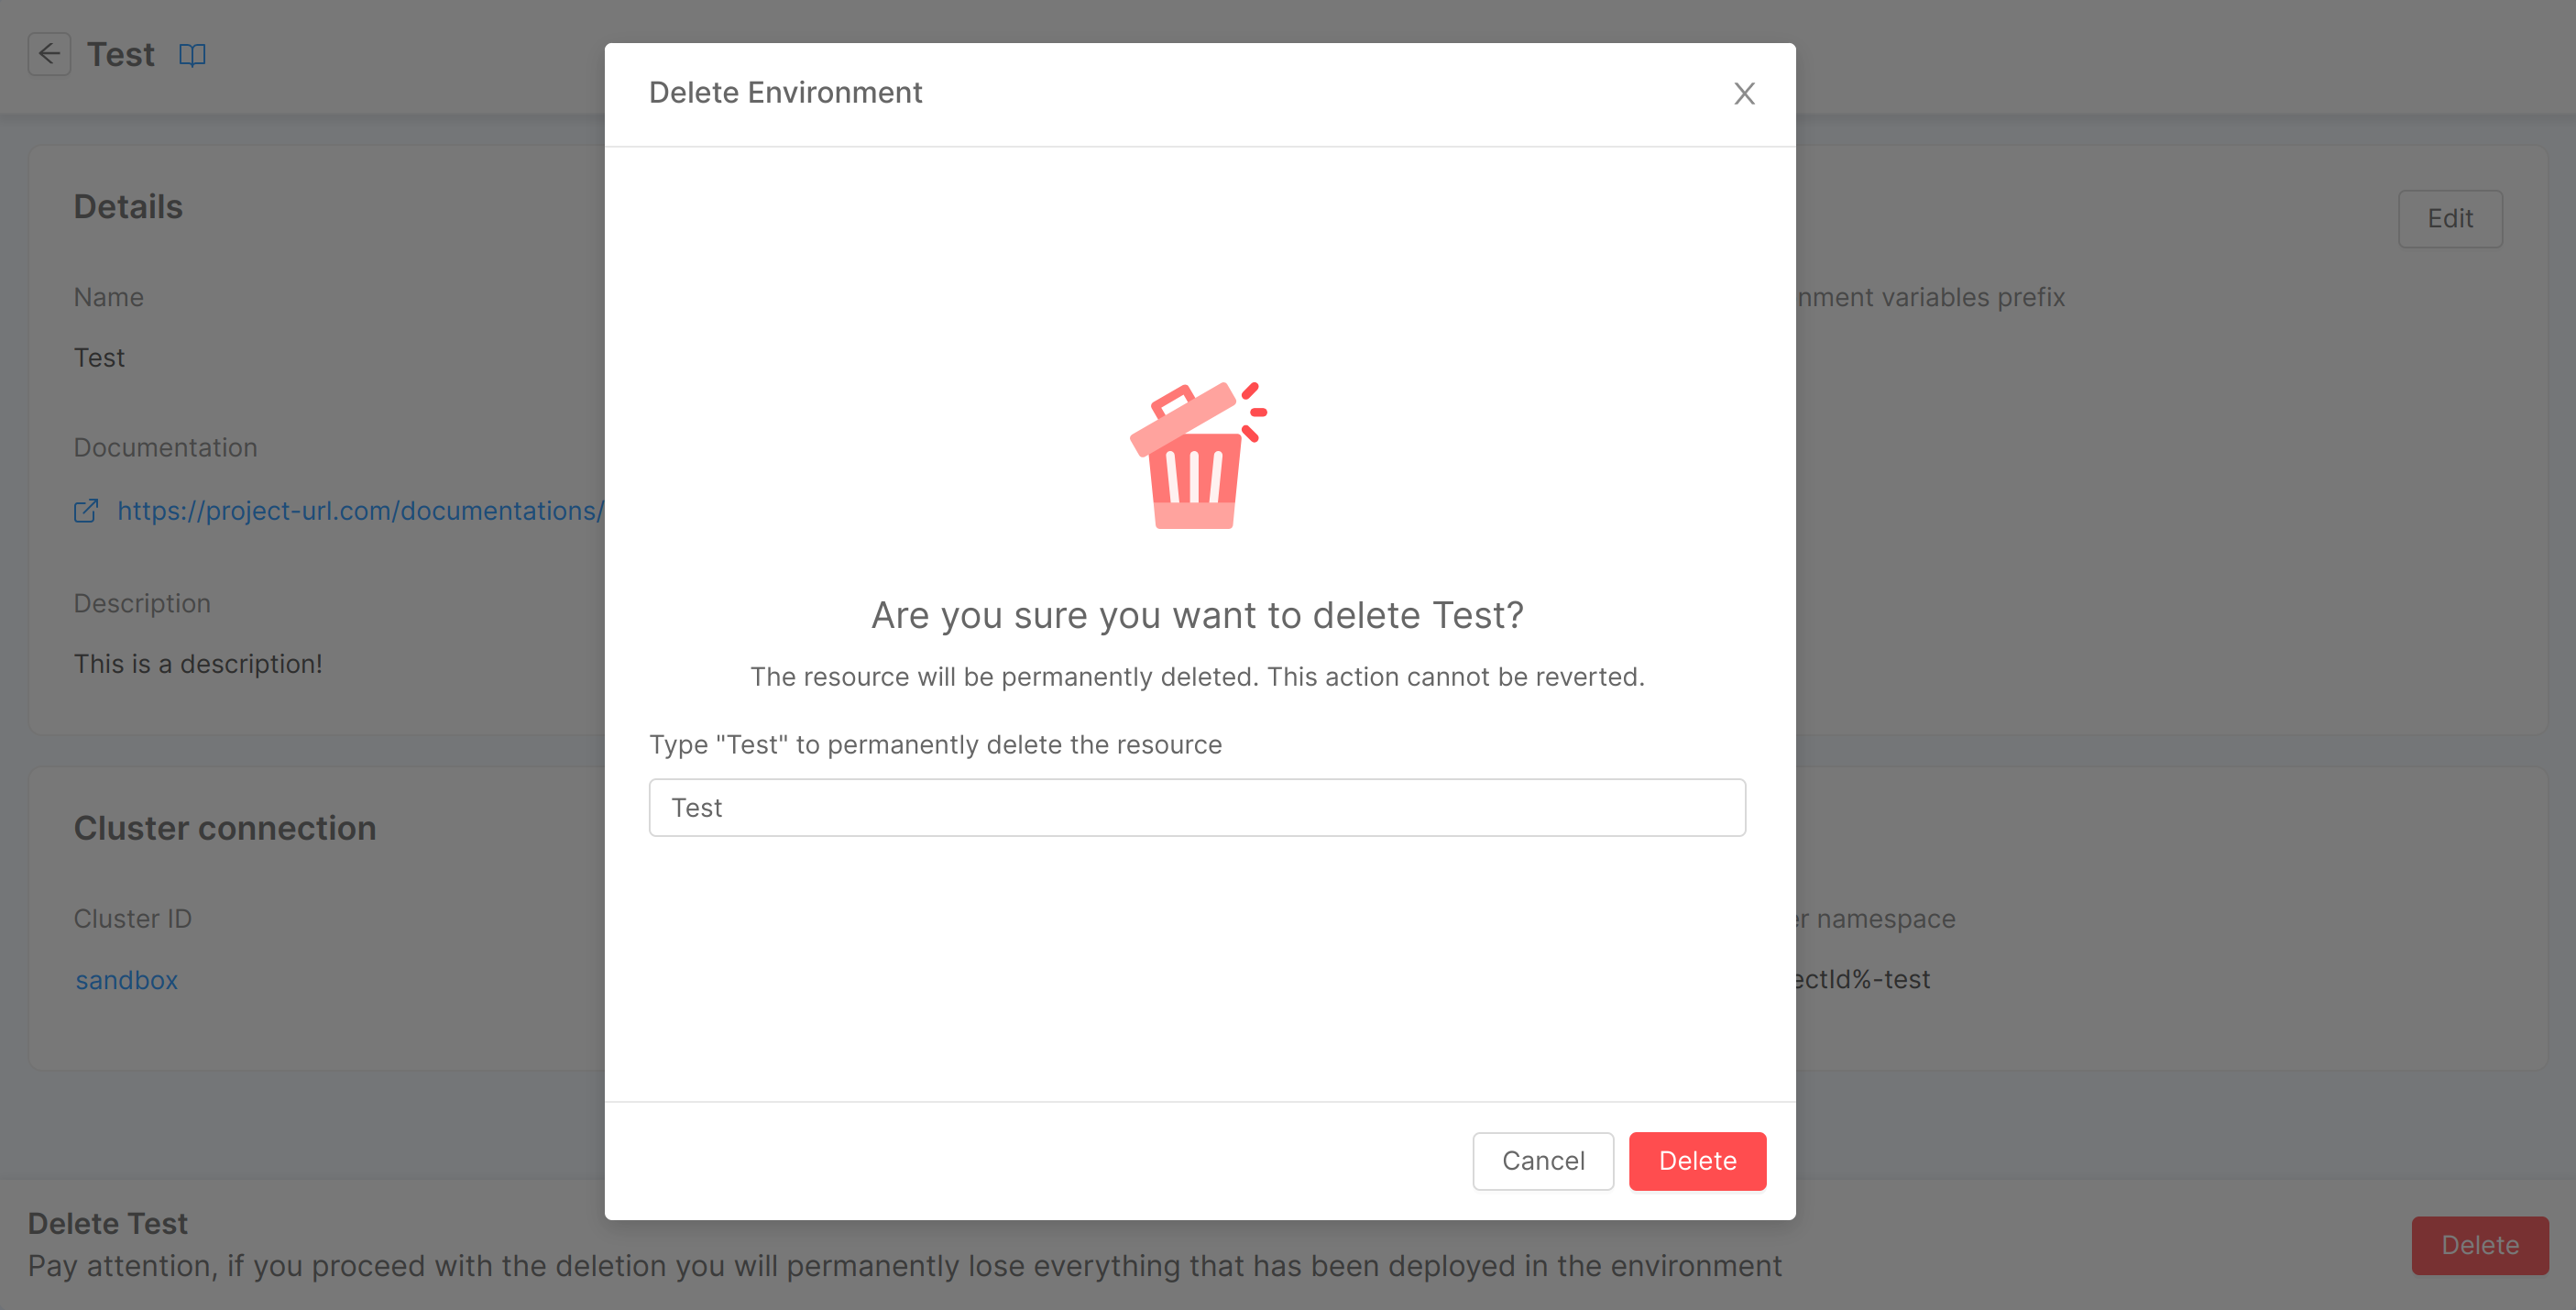 Test
Delete Environment
Details
Edit
Name
nment variables prefix
Test
Documentation
https://project-url.com/documentations/
Description
This is a description!
Are you sure you want to delete Test?
The resource will be permanently deleted. This action cannot be reverted.
Type "Test" to permanently delete the resource
Test
Cluster connection
Cluster ID
er namespace
sandbox
ectId%-test
Cancel
Delete
Delete Test
Pay attention, if you proceed with the deletion you will permanently lose everything that has been deployed in the environment
Delete